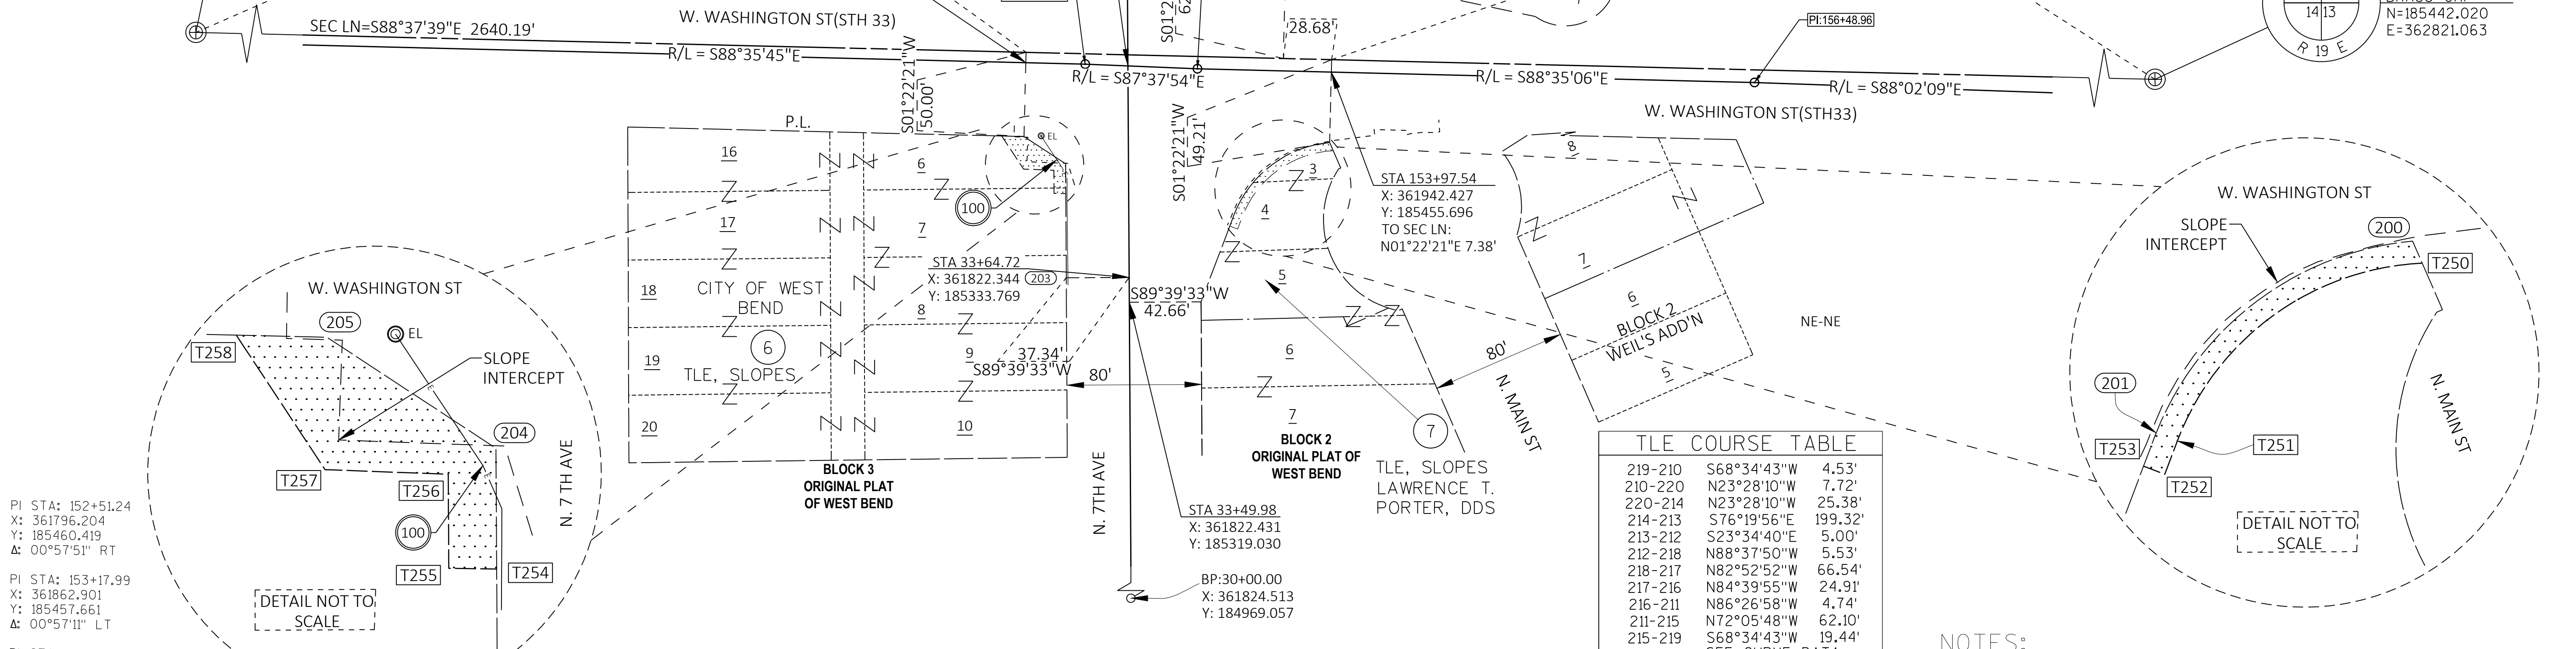 SEC LN=S88°37'39"E 2640.19'
W. WASHINGTON ST(STH 33)
R/L = S88°35'45"E
S01°22'21"W
50.00'
R/L = S87°37'54"E
28.68'
PI:156+48.96
R/L = S88°35'06"E
R/L = S88°02'09"E
W. WASHINGTON ST(STH33)
14 13
R 19 E
N=185442.020
E=362821.063
P.L.
EL
16
17
18
19
20
6
7
8
9
10
100
CITY OF WEST
BEND
6
TLE, SLOPES
BLOCK 3
ORIGINAL PLAT
OF WEST BEND
STA 33+64.72
X: 361822.344
Y: 185333.769
203
37.34'
S89°39'33"W
80'
S89°39'33"W
42.66'
S01°22'21"W
49.21'
3
4
5
6
7
STA 153+97.54
X: 361942.427
Y: 185455.696
TO SEC LN:
N01°22'21"E 7.38'
N. 7TH AVE
STA 33+49.98
X: 361822.431
Y: 185319.030
BP:30+00.00
X: 361824.513
Y: 184969.057
BLOCK 2
ORIGINAL PLAT OF
WEST BEND
7
TLE, SLOPES
LAWRENCE T.
PORTER, DDS
80'
N. MAIN ST
8
7
6
BLOCK 2
WEIL'S ADD'N
5
NE-NE
W. WASHINGTON ST
205
EL
T258
SLOPE
INTERCEPT
204
T257
T256
100
T255
T254
N. 7 TH AVE
DETAIL NOT TO
SCALE
PI STA: 152+51.24
X: 361796.204
Y: 185460.419
Δ: 00°57'51" RT
PI STA: 153+17.99
X: 361862.901
Y: 185457.661
Δ: 00°57'11" LT
TLE COURSE TABLE
219-210 S68°34'43"W 4.53'
210-220 N23°28'10"W 7.72'
220-214 N23°28'10"W 25.38'
214-213 S76°19'56"E 199.32'
213-212 S23°34'40"E 5.00'
212-218 N88°37'50"W 5.53'
218-217 N82°52'52"W 66.54'
217-216 N84°39'55"W 24.91'
216-211 N86°26'58"W 4.74'
211-215 N72°05'48"W 62.10'
215-219 S68°34'43"W 19.44'
W. WASHINGTON ST
SLOPE
INTERCEPT
200
T250
201
T253
T251
T252
N. MAIN ST
DETAIL NOT TO
SCALE
NOTES: